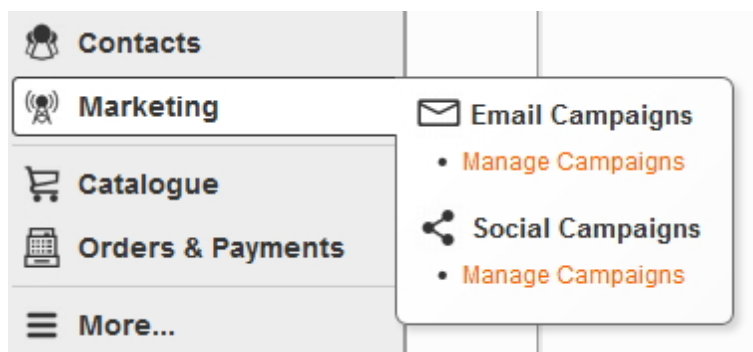 Contacts
Marketing
Catalogue
Orders & Payments
More...
Email Campaigns
• Manage Campaigns
Social Campaigns
• Manage Campaigns